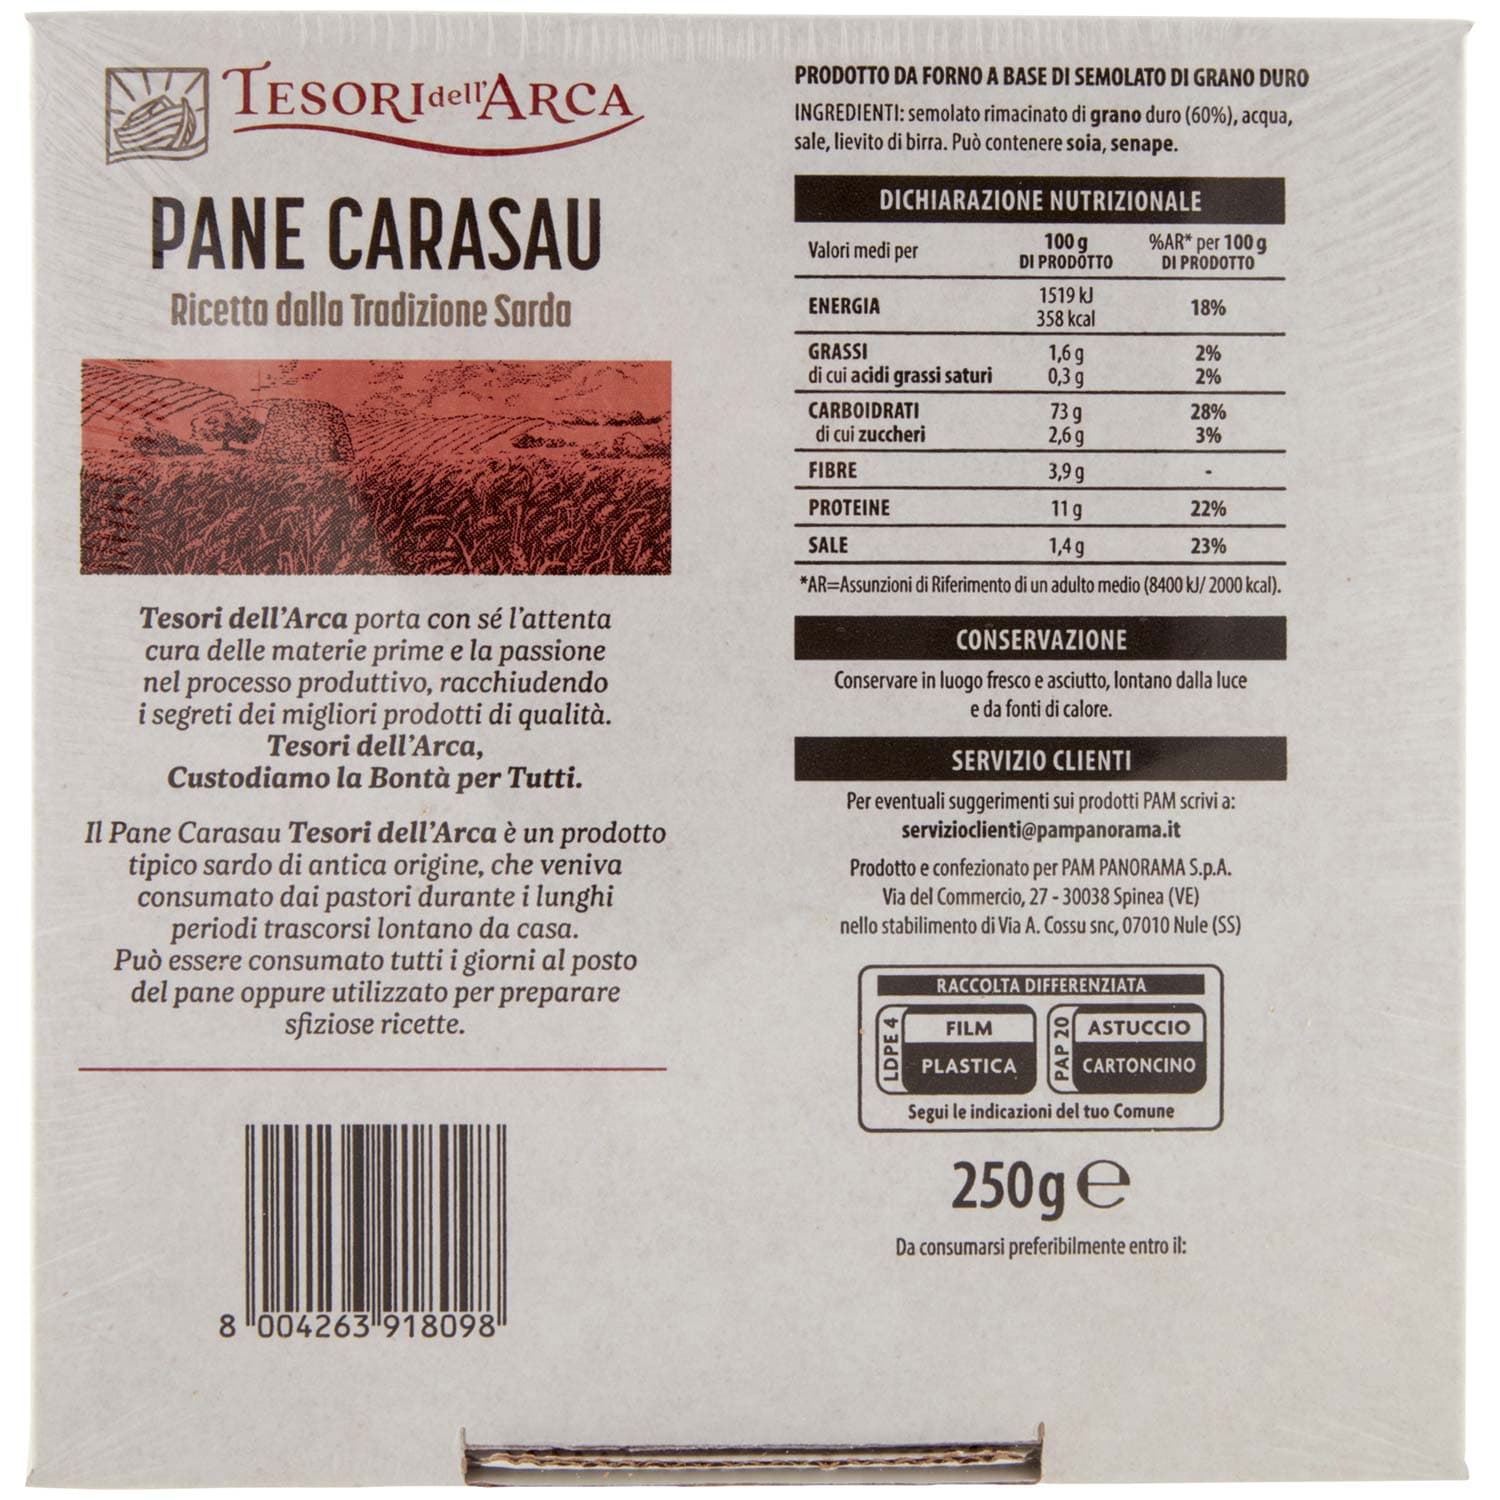 TESORI dell'ARCA
PANE CARASAU
Ricetta dalla Tradizione Sarda
Tesori dell'Arca porta con sé l'attenta
cura delle materie prime e la passione
nel processo produttivo, racchiudendo
i segreti dei migliori prodotti di qualità.
Tesori dell'Arca,
Custodiamo la Bontà per Tutti.
Il Pane Carasau Tesori dell'Arca è un prodotto
tipico sardo di antica origine, che veniva
consumato dai pastori durante i lunghi
periodi trascorsi lontano da casa.
Può essere consumato tutti i giorni al posto
del pane oppure utilizzato per preparare
sfiziose ricette.
8 004263 918098
PRODOTTO DA FORNO A BASE DI SEMOLATO DI GRANO DURO
INGREDIENTI: semolato rimacinato di grano duro (60%), acqua,
sale, lievito di birra. Può contenere soia, senape.
DICHIARAZIONE NUTRIZIONALE
Valori medi per 100 g DI PRODOTTO %AR* per 100 g DI PRODOTTO
ENERGIA 1519 kJ 358 kcal 18%
GRASSI 1,6 g 2%
di cui acidi grassi saturi 0,3 g 2%
CARBOIDRATI 73 g 28%
di cui zuccheri 2,6 g 3%
FIBRE 3,9 g -
PROTEINE 11 g 22%
SALE 1,4 g 23%
*AR=Assunzioni di Riferimento di un adulto medio (8400 kJ/ 2000 kcal).
CONSERVAZIONE
Conservare in luogo fresco e asciutto, lontano dalla luce
e da fonti di calore.
SERVIZIO CLIENTI
Per eventuali suggerimenti sui prodotti PAM scrivi a:
servizioclienti@pampanorama.it
Prodotto e confezionato per PAM PANORAMA S.p.A.
Via del Commercio, 27 - 30038 Spinea (VE)
nello stabilimento di Via A. Cossu snc, 07010 Nule (SS)
RACCOLTA DIFFERENZIATA
LDPE 4 FILM PLASTICA
PAP 20 ASTUCCIO CARTONCINO
Segui le indicazioni del tuo Comune
250g ℮
Da consumarsi preferibilmente entro il: